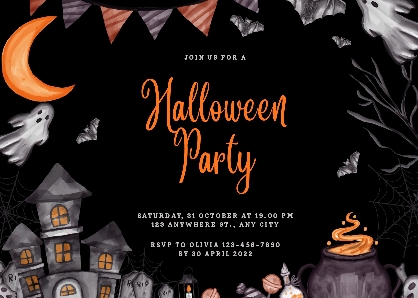 JOIN US FOR A
Halloween
Party
SATURDAY, 31 OCTOBER AT 19.00 PM
123 ANYWHERE ST., ANY CITY
RSVP TO OLIVIA 123-456-7890
BY 30 APRIL 2022